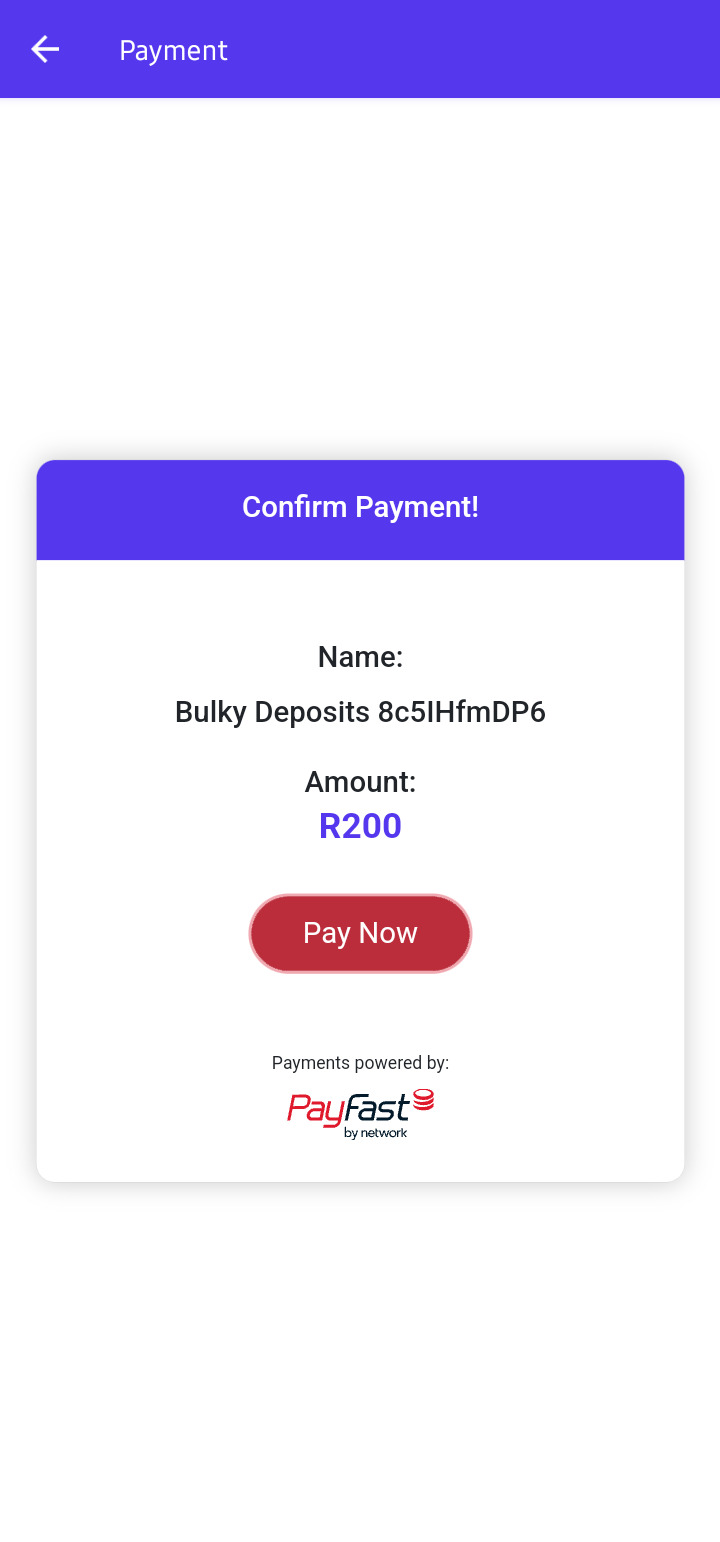 Payment
Confirm Payment!
Name:
Bulky Deposits 8c5IHfmDP6
Amount:
R200
Pay Now
Payments powered by:
PayFast
by network